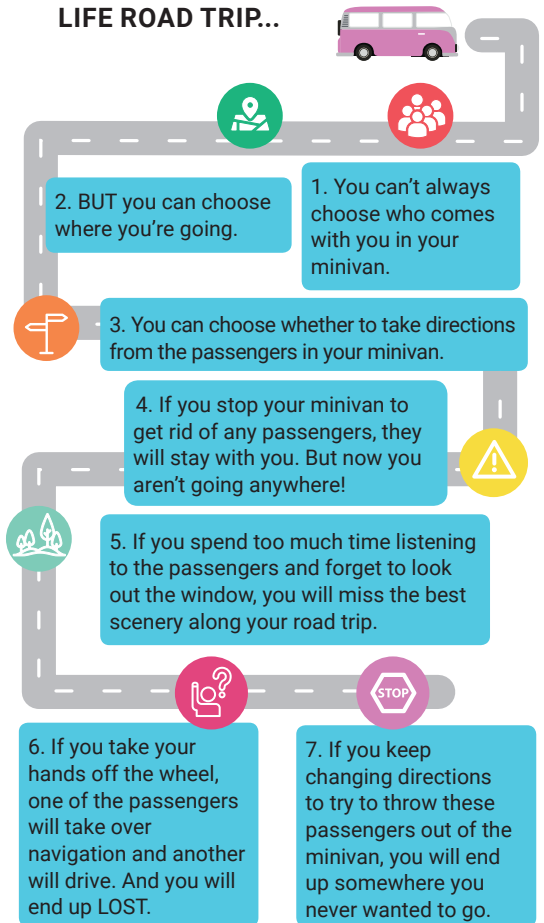 LIFE ROAD TRIP...
1. You can't always
choose who comes
with you in your
minivan.
2. BUT you can choose
where you're going.
3. You can choose whether to take directions
from the passengers in your minivan.
4. If you stop your minivan to
get rid of any passengers, they
will stay with you. But now you
aren't going anywhere!
5. If you spend too much time listening
to the passengers and forget to look
out the window, you will miss the best
scenery along your road trip.
STOP
6. If you take your
hands off the wheel,
one of the passengers
will take over
navigation and another
will drive. And you will
end up LOST.
7. If you keep
changing directions
to try to throw these
passengers out of the
minivan, you will end
up somewhere you
never wanted to go.